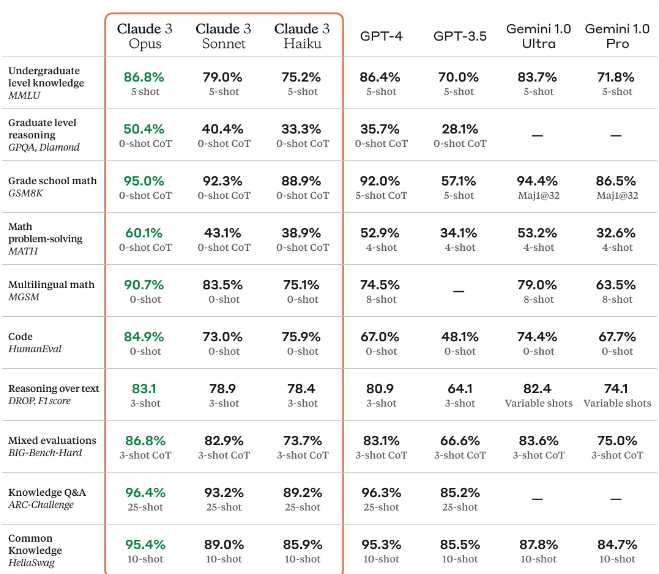 Claude 3 Opus Claude 3 Sonnet Claude 3 Haiku GPT-4 GPT-3.5 Gemini 1.0 Ultra Gemini 1.0 Pro
Undergraduate level knowledge MMLU 86.8% 79.0% 75.2% 86.4% 70.0% 83.7% 71.8%
5 shot 5-shot 5-shot 5-shot 5-shot 5-shot 5-shot
Graduate level reasoning GPQA, Diamond 50.4% 40.4% 33.3% 35.7% 28.1% — —
0-shot CoT 0-shot CoT 0-shot CoT 0-shot CoT 0-shot CoT
Grade school math GSM8K 95.0% 92.3% 88.9% 92.0% 57.1% 94.4% 86.5%
0-shot CoT 0-shot CoT 0-shot CoT 5-shot CoT 5-shot Maj1@32 Maj1@32
Math problem-solving MATH 60.1% 43.1% 38.9% 52.9% 34.1% 53.2% 32.6%
0-shot CoT 0-shot CoT 0-shot CoT 4-shot 4-shot 4-shot 4-shot
Multilingual math MGSM 90.7% 83.5% 75.1% 74.5% — 79.0% 63.5%
0-shot 0-shot 0-shot 8-shot 8-shot 8-shot
Code HumanEval 84.9% 73.0% 75.9% 67.0% 48.1% 74.4% 67.7%
0-shot 0-shot 0-shot 0-shot 0-shot 0-shot 0-shot
Reasoning over text DROP, F1 score 83.1 78.9 78.4 80.9 64.1 82.4 74.1
3-shot 3-shot 3-shot 3-shot 3-shot Variable shots Variable shots
Mixed evaluations BIG-Bench-Hard 86.8% 82.9% 73.7% 83.1% 66.6% 83.6% 75.0%
3-shot CoT 3-shot CoT 3-shot CoT 3-shot CoT 3-shot CoT 3-shot CoT 3-shot CoT
Knowledge Q&A ARC-Challenge 96.4% 93.2% 89.2% 96.3% 85.2% — —
25-shot 25-shot 25-shot 25-shot 25-shot
Common Knowledge HellaSwag 95.4% 89.0% 85.9% 95.3% 85.5% 87.8% 84.7%
10-shot 10-shot 10-shot 10-shot 10-shot 10-shot 10-shot